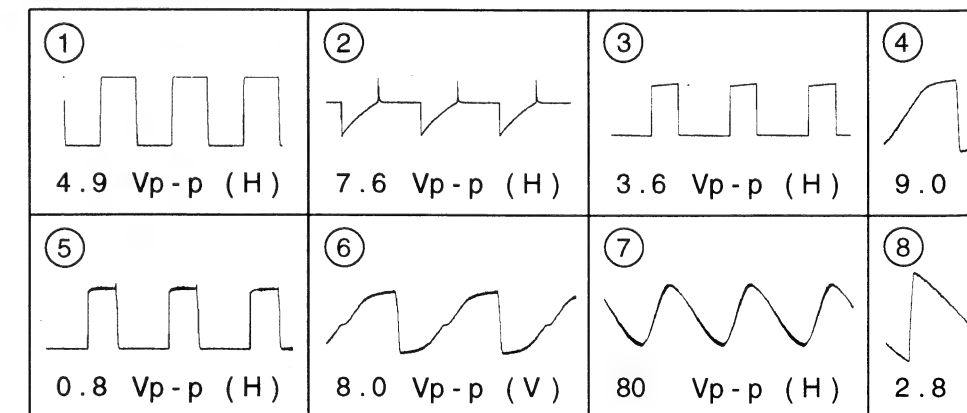 ① ② ③ ④
4.9 Vp-p (H) 7.6 Vp-p (H) 3.6 Vp-p (H) 9.0
⑤ ⑥ ⑦ ⑧
0.8 Vp-p (H) 8.0 Vp-p (V) 80 Vp-p (H) 2.8